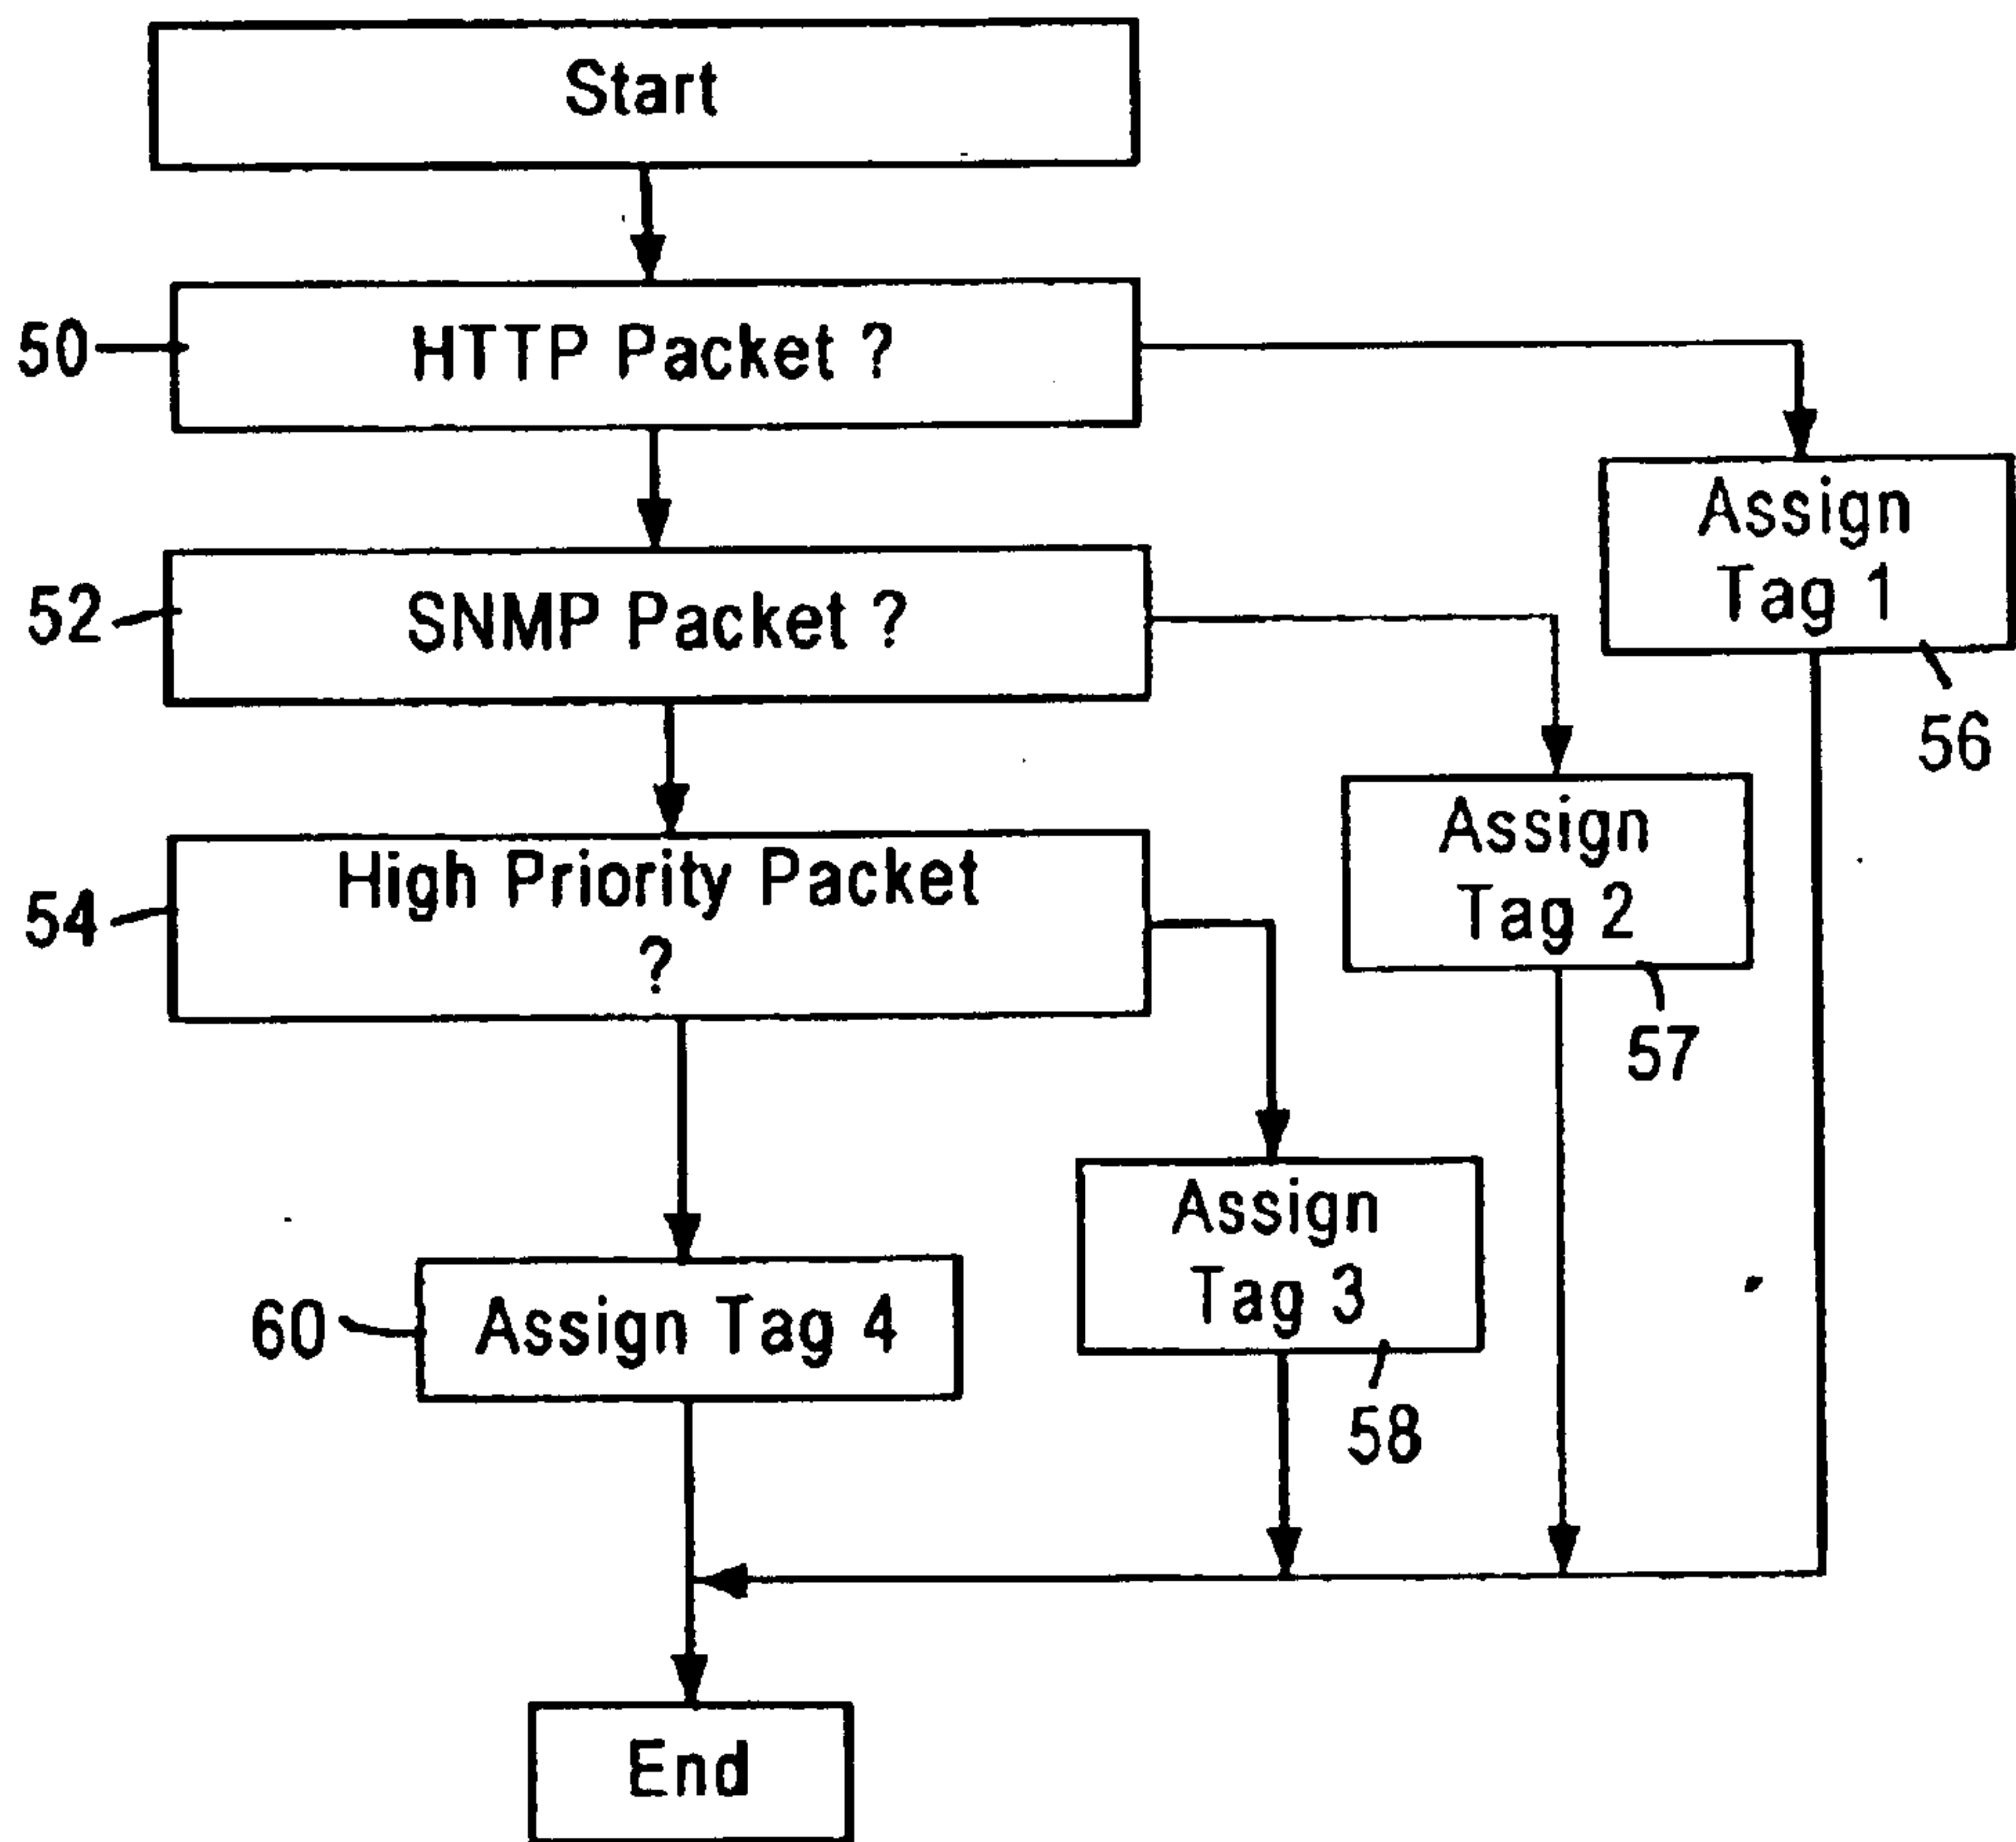 Start
50
HTTP Packet ?
Assign
Tag 1
56
52
SNMP Packet ?
Assign
Tag 2
57
54
High Priority Packet
?
Assign
Tag 3
58
60
Assign Tag 4
End